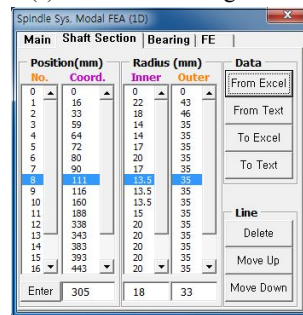 Spindle Sys. Modal FEA (1D)
Main Shaft Section Bearing FE
Position(mm) Radius (mm) Data
No. Coord. Inner Outer
0 0 0 0
1 16 22 43
2 33 18 46
3 59 14 35
4 64 14 35
5 72 17 35
6 80 20 35
7 90 17 35
8 111 13.5 35
9 116 13.5 35
10 160 13.5 35
11 188 15 35
12 338 20 35
13 343 20 35
14 383 20 35
15 393 20 35
16 443 20 35
From Excel
From Text
To Excel
To Text
Line
Delete
Move Up
Move Down
Enter 305 18 33